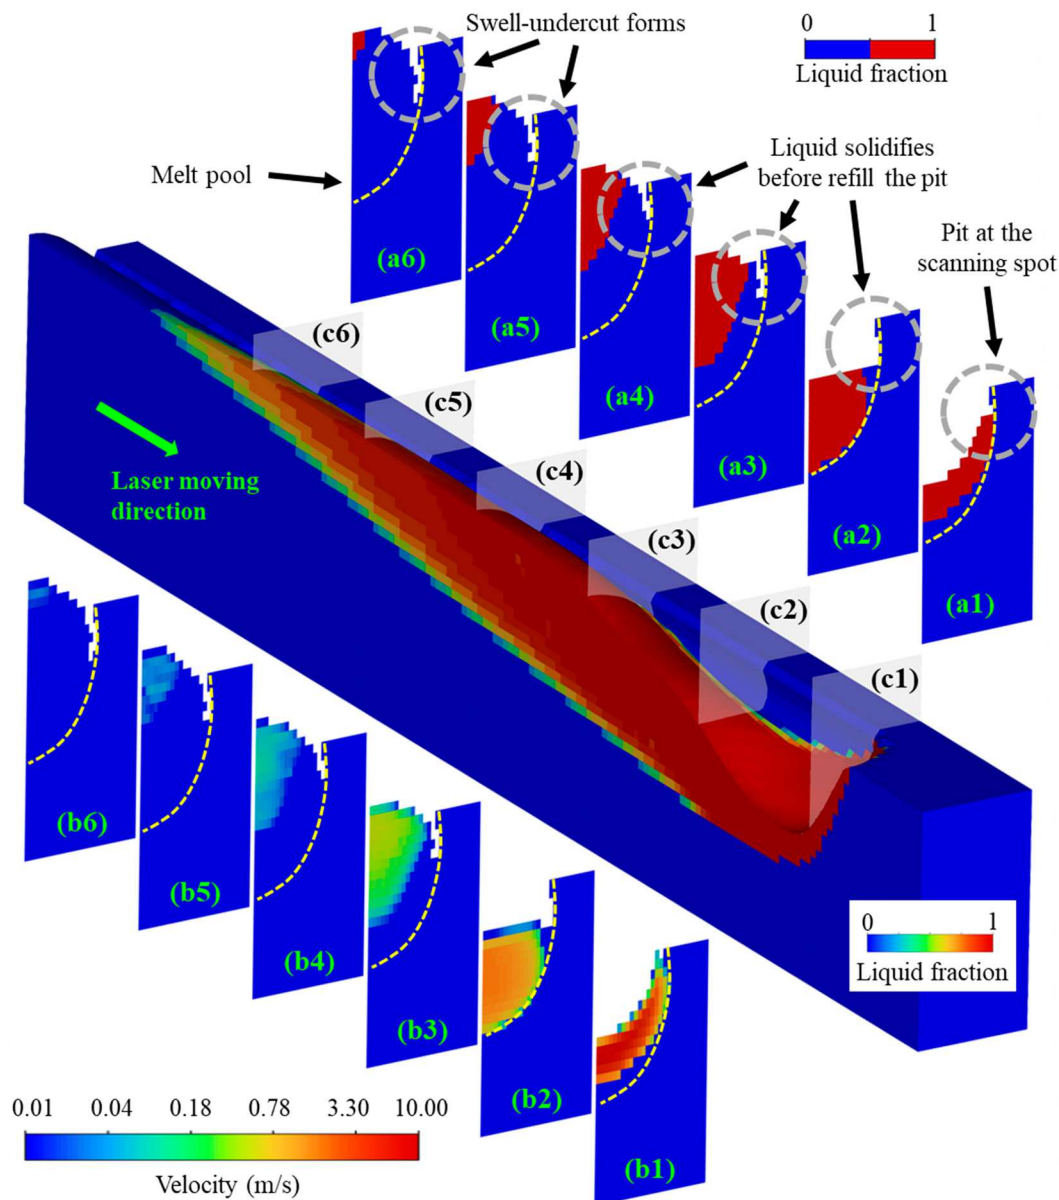 Swell-undercut forms
0 1
Liquid fraction
Melt pool
Liquid solidifies
before refill the pit
Pit at the
scanning spot
(a6)
(a5)
(a4)
(a3)
(a2)
(a1)
(c6)
(c5)
(c4)
(c3)
(c2)
(c1)
Laser moving
direction
(b6)
(b5)
(b4)
(b3)
(b2)
(b1)
0 1
Liquid fraction
0.01 0.04 0.18 0.78 3.30 10.00
Velocity (m/s)